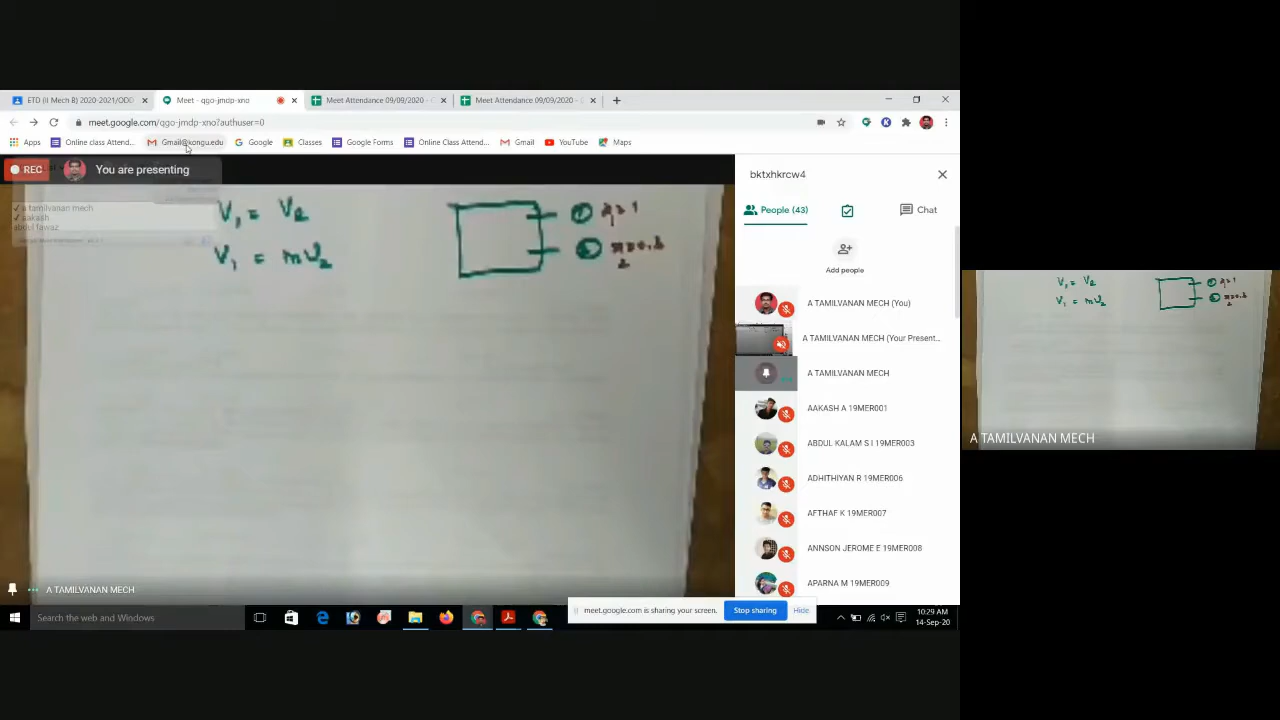 ETD (II Mech B) 2020-2021/ODD
Meet - qgo-jmdp-xno
Meet Attendance 09/09/2020 -
Meet Attendance 09/09/2020 -
meet.google.com/qgo-jmdp-xno?authuser=0
Apps
Online class Attend...
Gmail@kongu.edu
Google
Classes
Google Forms
Online Class Attend...
Gmail
YouTube
Maps
REC
You are presenting
a tamilvanan mech
aakash
abdul fawaz
V₁ =
V₁ = mV₂
bktxhkrcw4
People (43)
Chat
Add people
A TAMILVANAN MECH (You)
A TAMILVANAN MECH (Your Present...
A TAMILVANAN MECH
AAKASH A 19MER001
ABDUL KALAM S I 19MER003
ADHITHIYAN R 19MER006
AFTHAF K 19MER007
ANNSON JEROME E 19MER008
APARNA M 19MER009
A TAMILVANAN MECH
meet.google.com is sharing your screen.
Stop sharing
Hide
Search the web and Windows
10:29 AM
14-Sep-20
A TAMILVANAN MECH